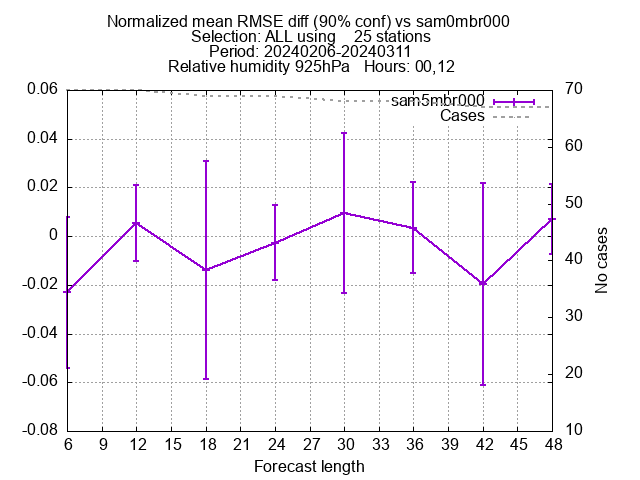 Normalized mean RMSE diff (90% conf) vs sam0mbr000
Selection: ALL using    25 stations
Period: 20240206-20240311
Relative humidity 925hPa   Hours: 00,12
sam5mbr000
Cases
0.06
0.04
0.02
0
-0.02
-0.04
-0.06
-0.08
70
60
50
40
30
20
10
No cases
6 9 12 15 18 21 24 27 30 33 36 39 42 45 48
Forecast length